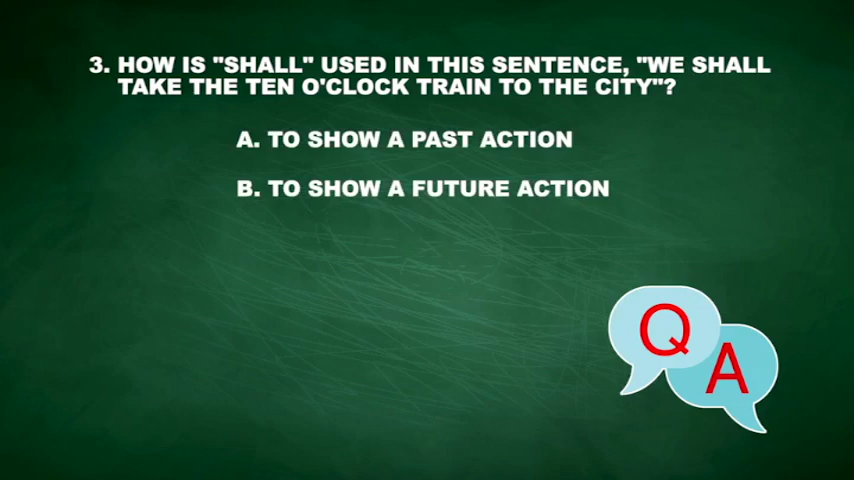 3. HOW IS "SHALL" USED IN THIS SENTENCE, "WE SHALL
TAKE THE TEN O'CLOCK TRAIN TO THE CITY"?
A. TO SHOW A PAST ACTION
B. TO SHOW A FUTURE ACTION
Q
A